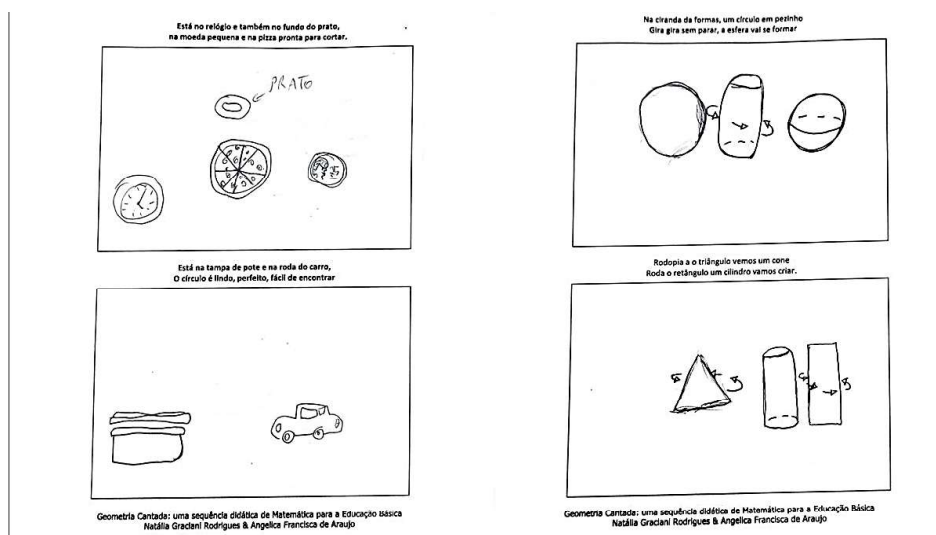 Está no relógio e também no fundo do prato,
na moeda pequena e na pizza pronta para cortar.
PRATO
Está na tampa de pote e na roda do carro,
O círculo é lindo, perfeito, fácil de encontrar
Geometria Cantada: uma sequência didática de Matemática para a Educação Básica
Natália Graciani Rodrigues & Angelica Francisca de Araujo
Na ciranda da formas, um círculo em pezinho
Gira gira sem parar, a esfera vai se formar
Rodopia a o triângulo vemos um cone
Roda o retângulo um cilindro vamos criar.
Geometria Cantada: uma sequência didática de Matemática para a Educação Básica
Natália Graciani Rodrigues & Angelica Francisca de Araujo